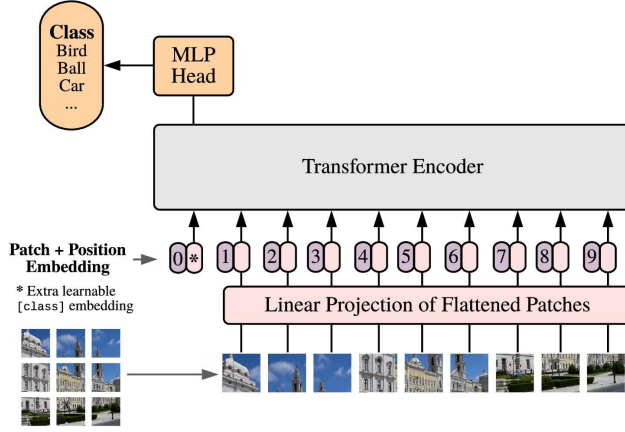 Class
Bird
Ball
Car
...
MLP
Head
Transformer Encoder
Patch + Position
Embedding
0 * 1 2 3 4 5 6 7 8 9
* Extra learnable
[class] embedding
Linear Projection of Flattened Patches